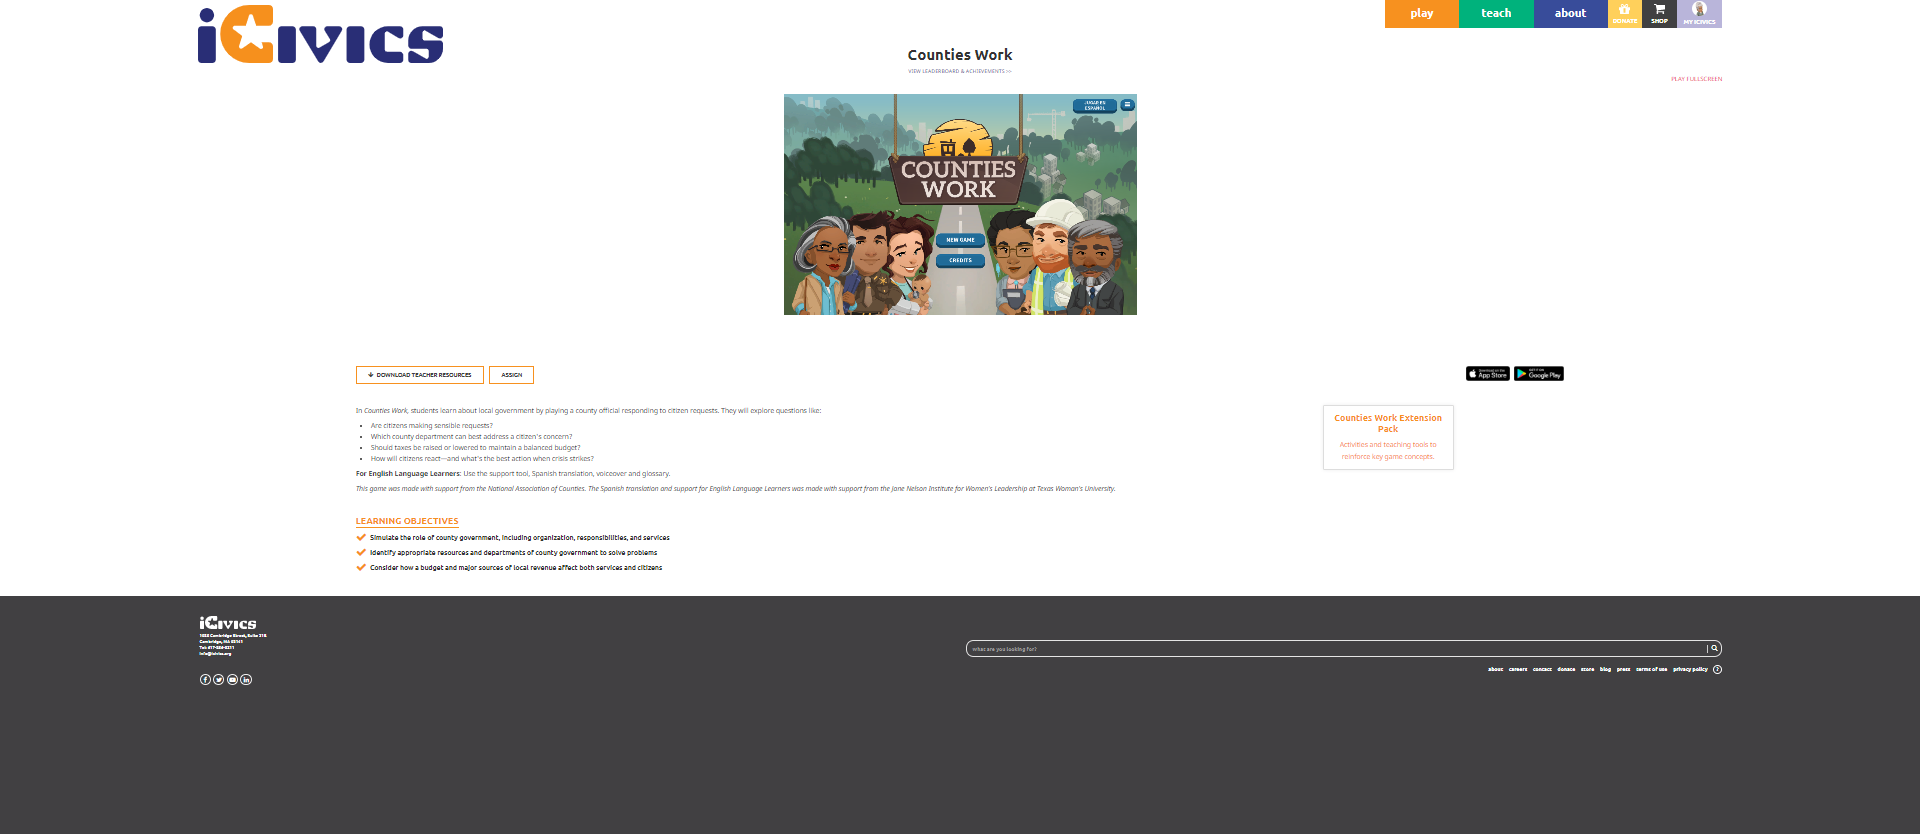 iCivics
play
teach
about
DONATE
SHOP
MY ICIVICS
Counties Work
VIEW LEADERBOARD & ACHIEVEMENTS >>
PLAY FULLSCREEN
JUGAR EN
ESPAÑOL
COUNTIES
WORK
NEW GAME
CREDITS
DOWNLOAD TEACHER RESOURCES
ASSIGN
Download on the
App Store
GET IT ON
Google Play
In Counties Work, students learn about local government by playing a county official responding to citizen requests. They will explore questions like:
• Are citizens making sensible requests?
• Which county department can best address a citizen's concern?
• Should taxes be raised or lowered to maintain a balanced budget?
• How will citizens react—and what's the best action when crisis strikes?
For English Language Learners: Use the support tool, Spanish translation, voiceover and glossary.
This game was made with support from the National Association of Counties. The Spanish translation and support for English Language Learners was made with support from the Jane Nelson Institute for Women's Leadership at Texas Woman's University.
Counties Work Extension
Pack
Activities and teaching tools to
reinforce key game concepts.
LEARNING OBJECTIVES
Simulate the role of county government, including organization, responsibilities, and services
Identify appropriate resources and departments of county government to solve problems
Consider how a budget and major sources of local revenue affect both services and citizens
iCivics
Cambridge Street, Suite
Cambridge, MA
info@icivics.org
what are you looking for?
about careers contact donate store blog press terms of use privacy policy ?